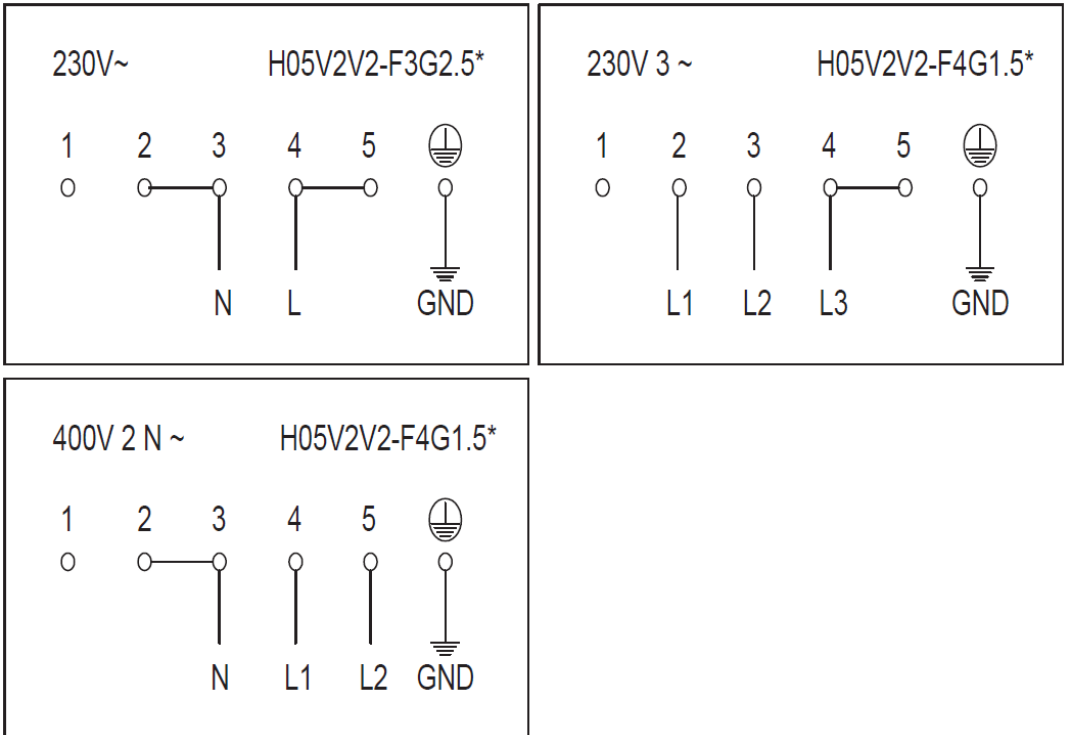 230V~ H05V2V2-F3G2.5*
1 2 3 4 5
N L GND
230V 3 ~ H05V2V2-F4G1.5*
1 2 3 4 5
L1 L2 L3 GND
400V 2 N ~ H05V2V2-F4G1.5*
1 2 3 4 5
N L1 L2 GND